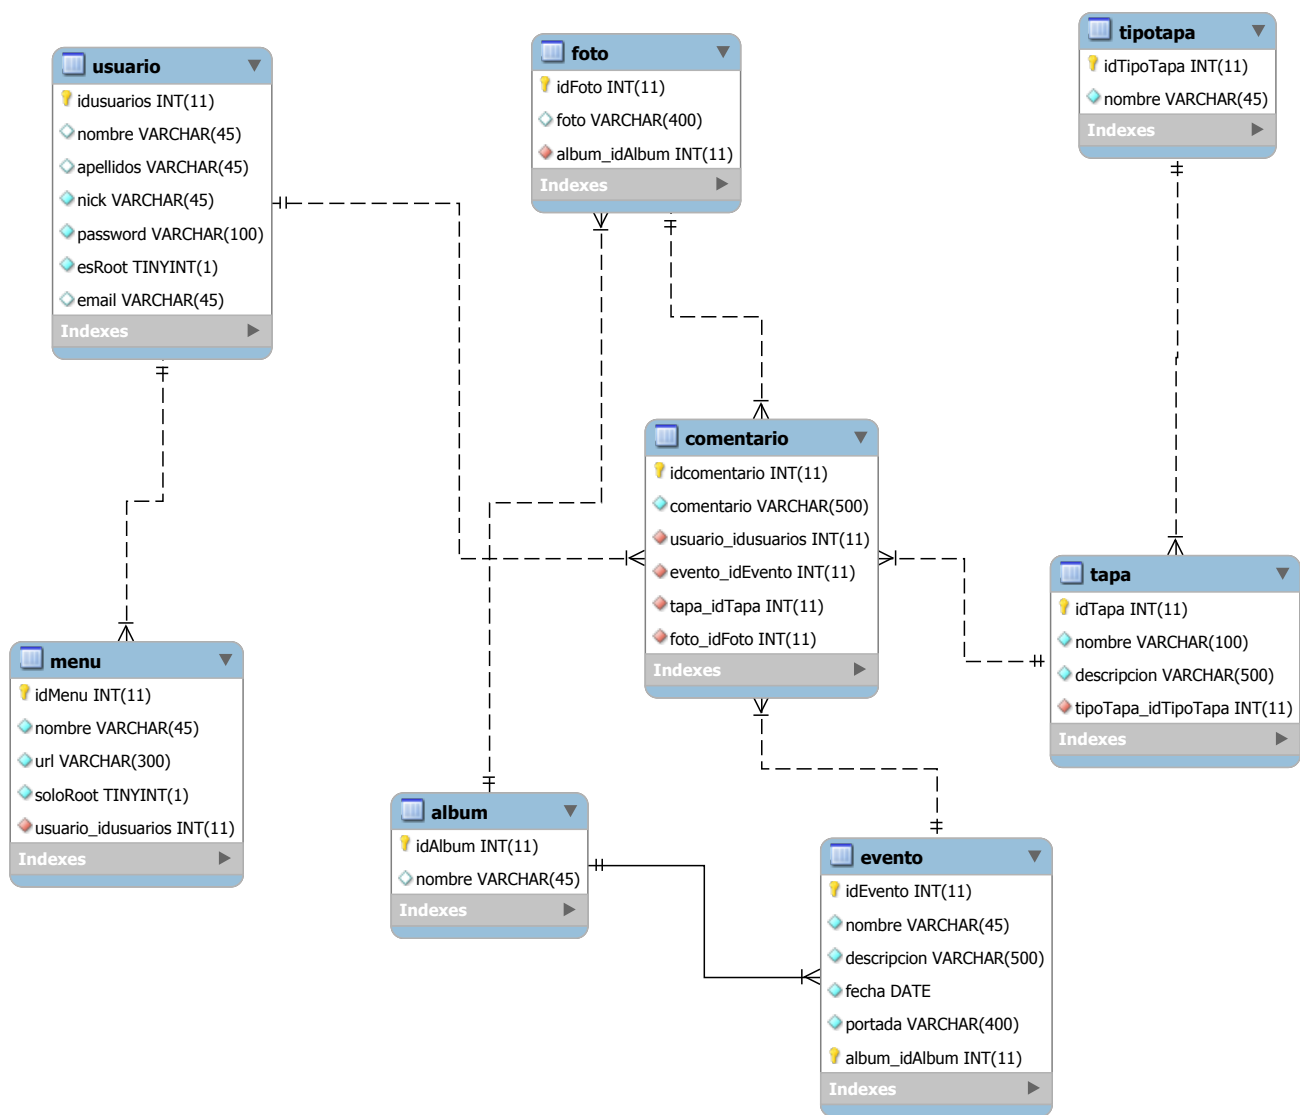 usuario
idusuarios INT(11)
nombre VARCHAR(45)
apellidos VARCHAR(45)
nick VARCHAR(45)
password VARCHAR(100)
esRoot TINYINT(1)
email VARCHAR(45)
Indexes
foto
idFoto INT(11)
foto VARCHAR(400)
album_idAlbum INT(11)
Indexes
tipotapa
idTipoTapa INT(11)
nombre VARCHAR(45)
Indexes
comentario
idcomentario INT(11)
comentario VARCHAR(500)
usuario_idusuarios INT(11)
evento_idEvento INT(11)
tapa_idTapa INT(11)
foto_idFoto INT(11)
Indexes
tapa
idTapa INT(11)
nombre VARCHAR(100)
descripcion VARCHAR(500)
tipoTapa_idTipoTapa INT(11)
Indexes
menu
idMenu INT(11)
nombre VARCHAR(45)
url VARCHAR(300)
soloRoot TINYINT(1)
usuario_idusuarios INT(11)
Indexes
album
idAlbum INT(11)
nombre VARCHAR(45)
Indexes
evento
idEvento INT(11)
nombre VARCHAR(45)
descripcion VARCHAR(500)
fecha DATE
portada VARCHAR(400)
album_idAlbum INT(11)
Indexes